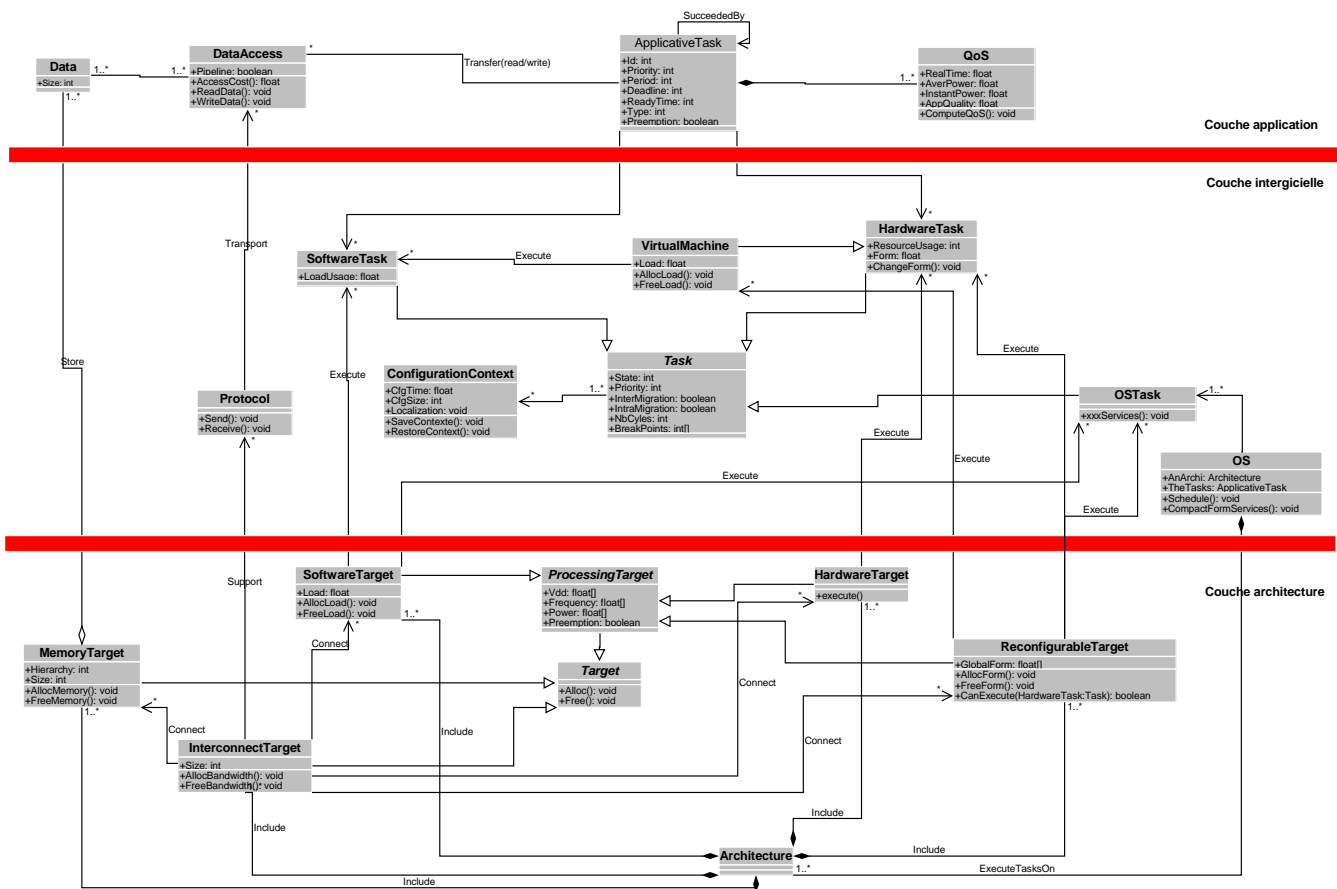 SucceededBy
ApplicativeTask
+Id: int
+Priority: int
+Period: int
+Deadline: int
+ReadyTime: int
+Type: int
+Preemption: boolean
DataAccess
+Pipeline: boolean
+AccessCost(): float
+ReadData(): void
+WriteData(): void
*
Transfer(read/write)
Data
+Size: int
1..*
1..*
1..*
*
QoS
+RealTime: float
+AverPower: float
+InstantPower: float
+AppQuality: float
+ComputeQoS(): void
1..*
Couche application
Couche intergicielle
Transport
SoftwareTask
+LoadUsage: float
*
*
*
Execute
VirtualMachine
+Load: float
+AllocLoad(): void
+FreeLoad(): void
*
HardwareTask
+ResourceUsage: int
+Form: float
+ChangeForm(): void
*
*
*
Execute
Store
Execute
Task
+State: int
+Priority: int
+InterMigration: boolean
+IntraMigration: boolean
+NbCyles: int
+BreakPoints: int[]
1..*
ConfigurationContext
+CfgTime: float
+CfgSize: int
+Localization: void
+SaveContexte(): void
+RestoreContext(): void
*
Protocol
+Send(): void
+Receive(): void
*
OSTask
+xxxServices(): void
1..*
*
*
Execute
Execute
Execute
Execute
OS
+AnArchi: Architecture
+TheTasks: ApplicativeTask
+Schedule(): void
+CompactFormServices(): void
Couche architecture
Support
SoftwareTarget
+Load: float
+AllocLoad(): void
+FreeLoad(): void
1..*
*
ProcessingTarget
+Vdd: float[]
+Frequency: float[]
+Power: float[]
+Preemption: boolean
HardwareTarget
+execute()
*
1..*
Connect
MemoryTarget
+Hierarchy: int
+Size: int
+AllocMemory(): void
+FreeMemory(): void
1..*
*
Target
+Alloc(): void
+Free(): void
Connect
ReconfigurableTarget
+GlobalForm: float[]
+AllocForm(): void
+FreeForm(): void
+CanExecute(HardwareTask:Task): boolean
*
1..*
Connect
Include
Connect
InterconnectTarget
+Size: int
+AllocBandwidth(): void
+FreeBandwidth(): void
Include
Include
Include
Architecture
1..*
ExecuteTasksOn
Include